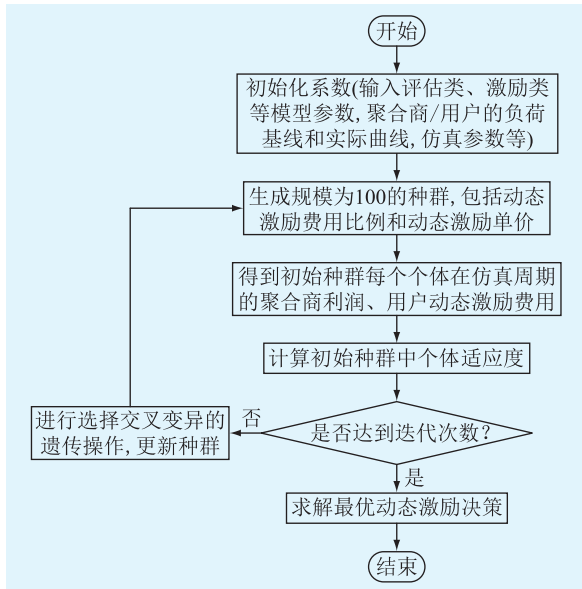 开始
初始化系数(输入评估类、激励类
等模型参数,聚合商/用户的负荷
基线和实际曲线,仿真参数等)
生成规模为100的种群,包括动态
激励费用比例和动态激励单价
得到初始种群每个个体在仿真周期
的聚合商利润、用户动态激励费用
计算初始种群中个体适应度
是否达到迭代次数?
否
进行选择交叉变异的
遗传操作,更新种群
是
求解最优动态激励决策
结束